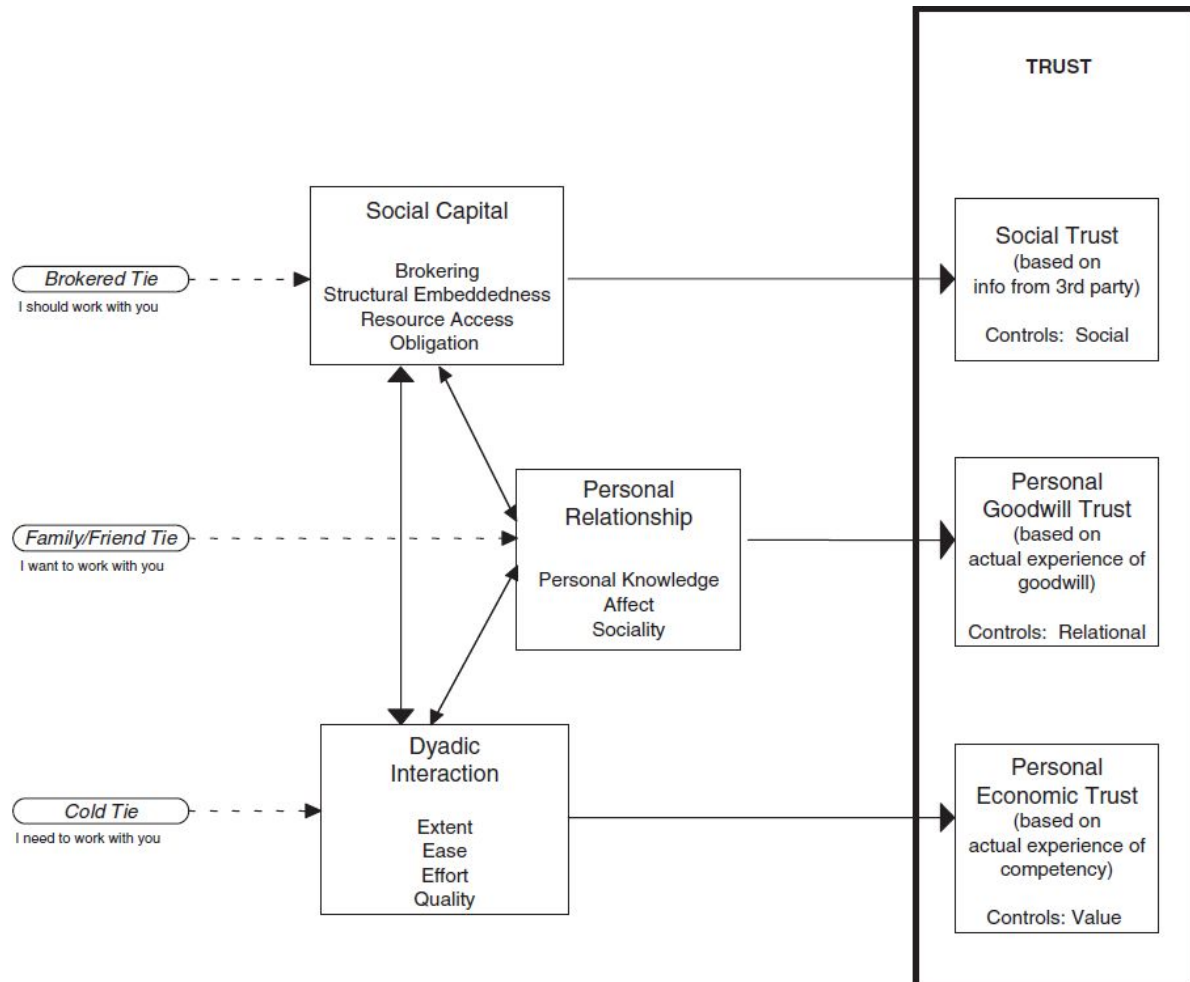 TRUST
Social Capital
Brokering
Structural Embeddedness
Resource Access
Obligation
Brokered Tie
I should work with you
Social Trust
(based on
info from 3rd party)
Controls: Social
Personal
Relationship
Personal Knowledge
Affect
Sociality
Family/Friend Tie
I want to work with you
Personal
Goodwill Trust
(based on
actual experience of
goodwill)
Controls: Relational
Dyadic
Interaction
Extent
Ease
Effort
Quality
Cold Tie
I need to work with you
Personal
Economic Trust
(based on
actual experience of
competency)
Controls: Value